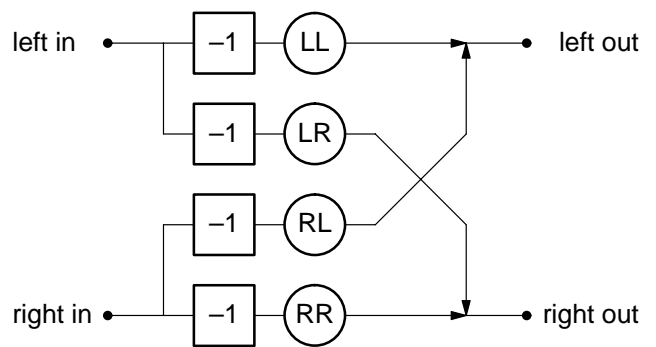 left in –1 LL left out
–1 LR
–1 RL
right in –1 RR right out